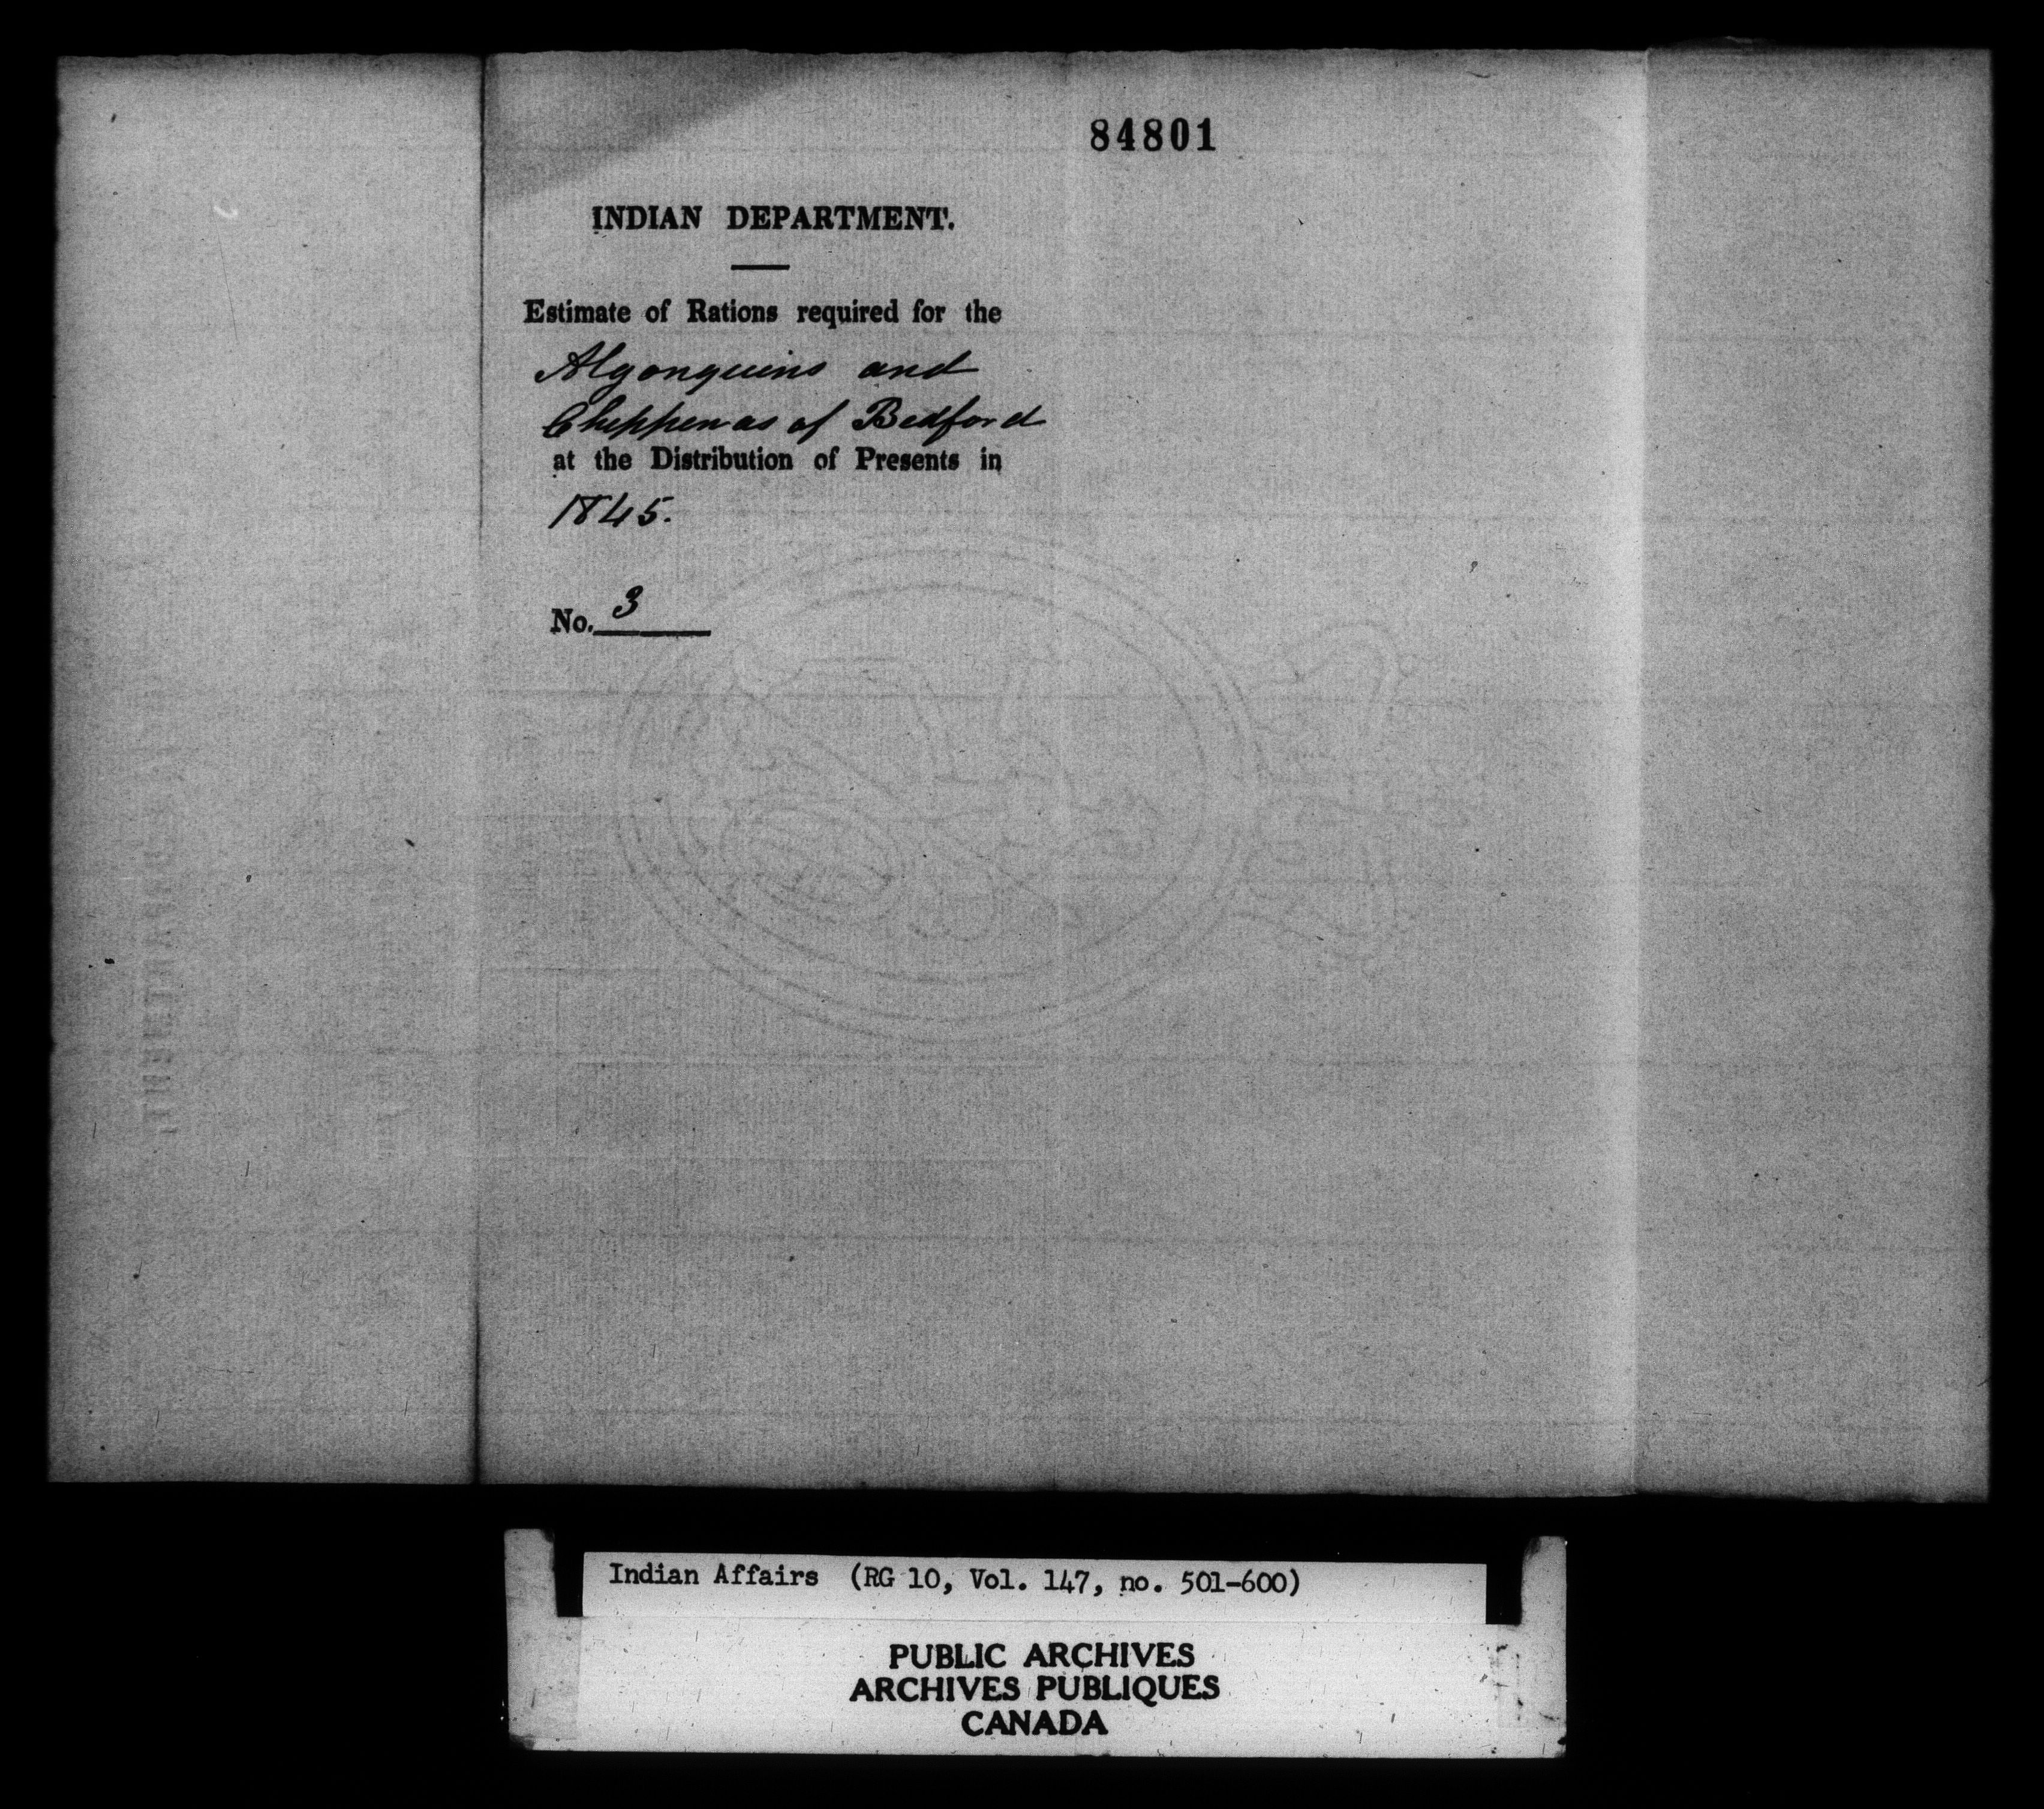 84801
INDIAN DEPARTMENT.
Estimate of Rations required for the
Algonquins and
Chippewas of Bedford
at the Distribution of Presents in
1845.
No. 3
Indian Affairs (RG 10, Vol. 147, no. 501-600)
PUBLIC ARCHIVES
ARCHIVES PUBLIQUES
CANADA